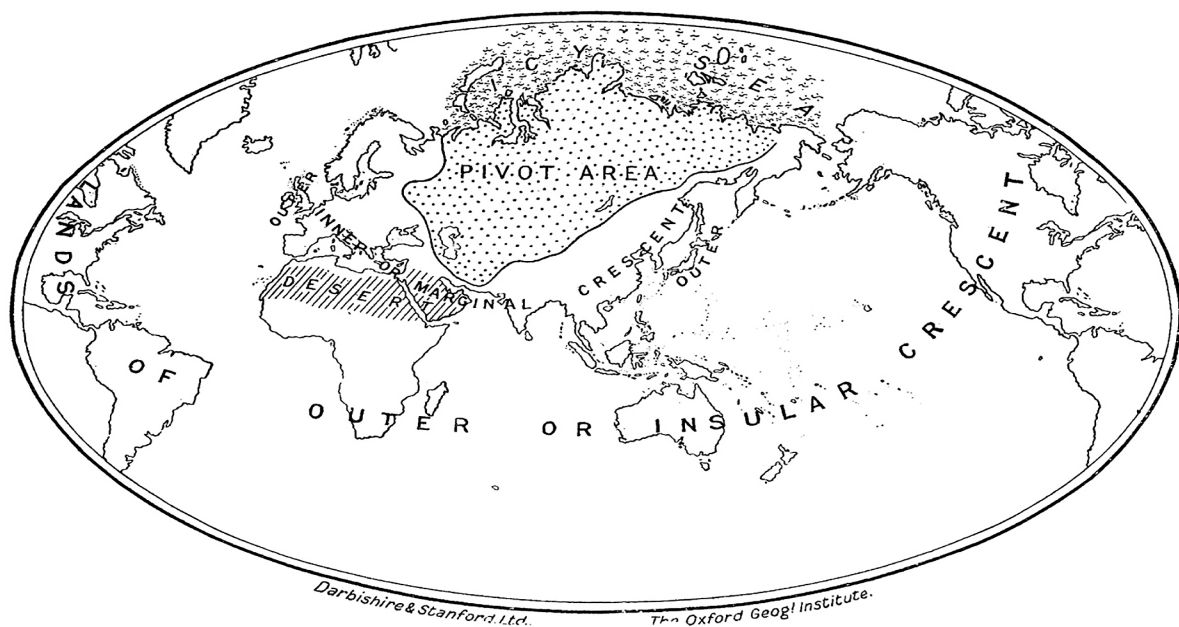 ICY SEA
PIVOT AREA
OUTER
INNER OR MARGINAL CRESCENT
OUTER
DESERT
LANDS OF OUTER OR INSULAR CRESCENT
Darbishire & Stanford, Ltd.
The Oxford Geog! Institute.